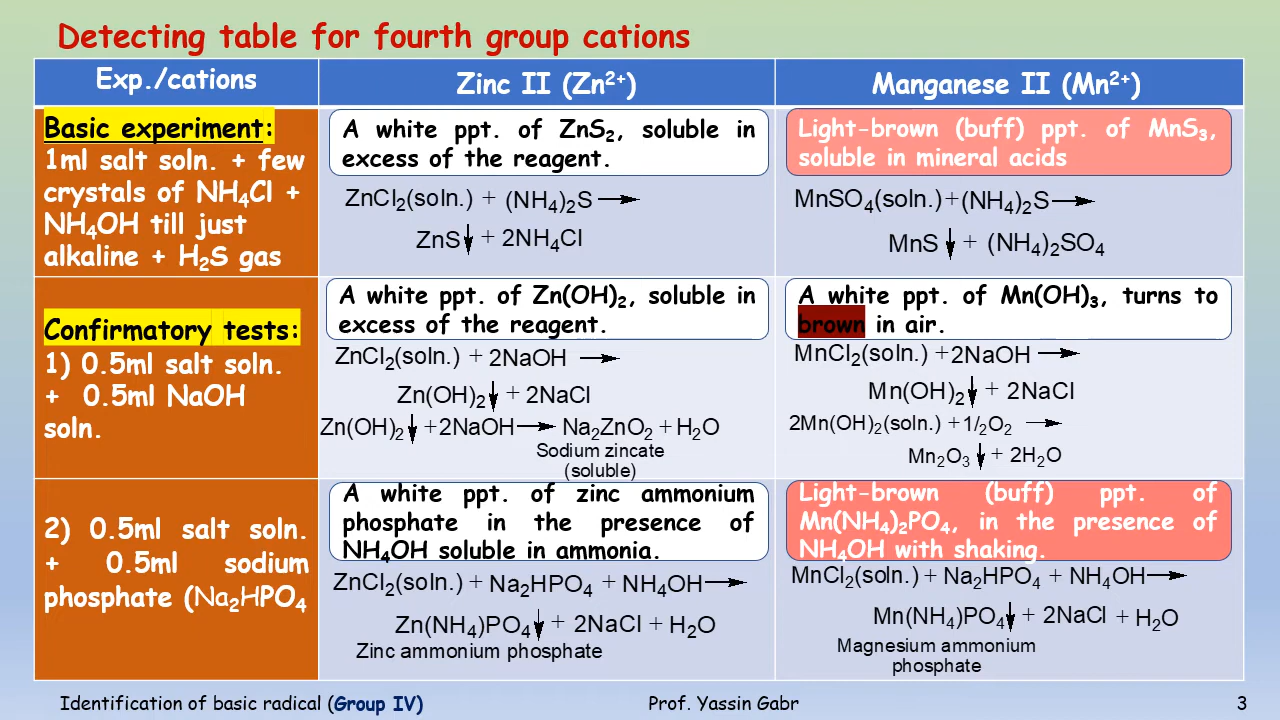 Detecting table for fourth group cations
Exp./cations
Zinc II (Zn²⁺)
Manganese II (Mn²⁺)
Basic experiment:
1ml salt soln. + few
crystals of NH₄Cl +
NH₄OH till just
alkaline + H₂S gas
A white ppt. of ZnS₂, soluble in
excess of the reagent.
ZnCl₂(soln.) + (NH₄)₂S →
ZnS↓ + 2NH₄Cl
Light-brown (buff) ppt. of MnS₃,
soluble in mineral acids
MnSO₄(soln.)+(NH₄)₂S→
MnS↓ + (NH₄)₂SO₄
Confirmatory tests:
1) 0.5ml salt soln.
+ 0.5ml NaOH
soln.
A white ppt. of Zn(OH)₂, soluble in
excess of the reagent.
ZnCl₂(soln.) + 2NaOH →
Zn(OH)₂↓ + 2NaCl
Zn(OH)₂↓ +2NaOH→ Na₂ZnO₂ + H₂O
Sodium zincate
(soluble)
A white ppt. of Mn(OH)₃, turns to
brown in air.
MnCl₂(soln.) +2NaOH →
Mn(OH)₂↓ + 2NaCl
2Mn(OH)₂(soln.) +1/₂O₂ →
Mn₂O₃↓ + 2H₂O
2) 0.5ml salt soln.
+ 0.5ml sodium
phosphate (Na₂HPO₄
A white ppt. of zinc ammonium
phosphate in the presence of
NH₄OH soluble in ammonia.
ZnCl₂(soln.) + Na₂HPO₄ + NH₄OH→
Zn(NH₄)PO₄↓ + 2NaCl + H₂O
Zinc ammonium phosphate
Light-brown (buff) ppt. of
Mn(NH₄)₂PO₄, in the presence of
NH₄OH with shaking.
MnCl₂(soln.) + Na₂HPO₄ + NH₄OH→
Mn(NH₄)PO₄↓ + 2NaCl + H₂O
Magnesium ammonium
phosphate
Identification of basic radical (Group IV)
Prof. Yassin Gabr
3